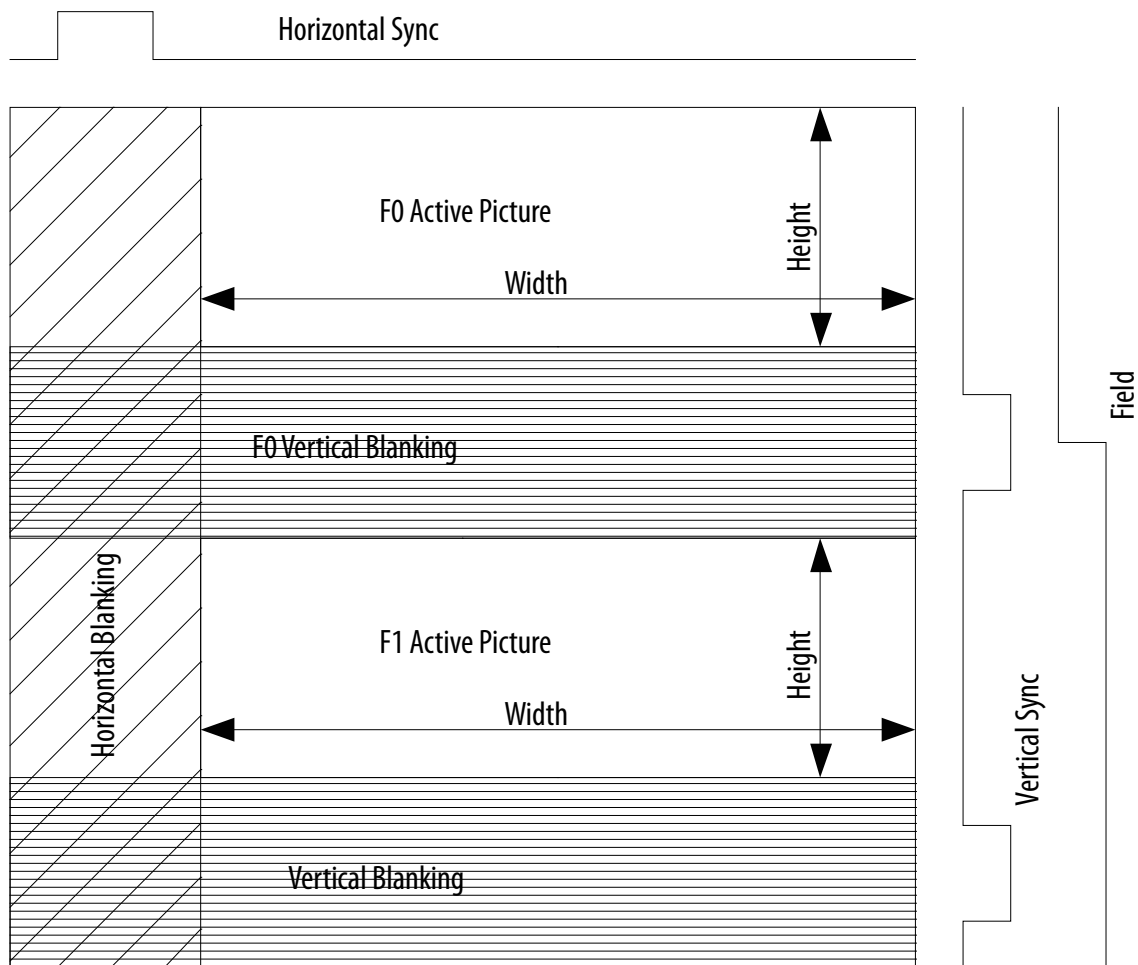 Horizontal Sync
F0 Active Picture
Height
Width
Field
F0 Vertical Blanking
Horizontal Blanking
F1 Active Picture
Height
Width
Vertical Sync
Vertical Blanking